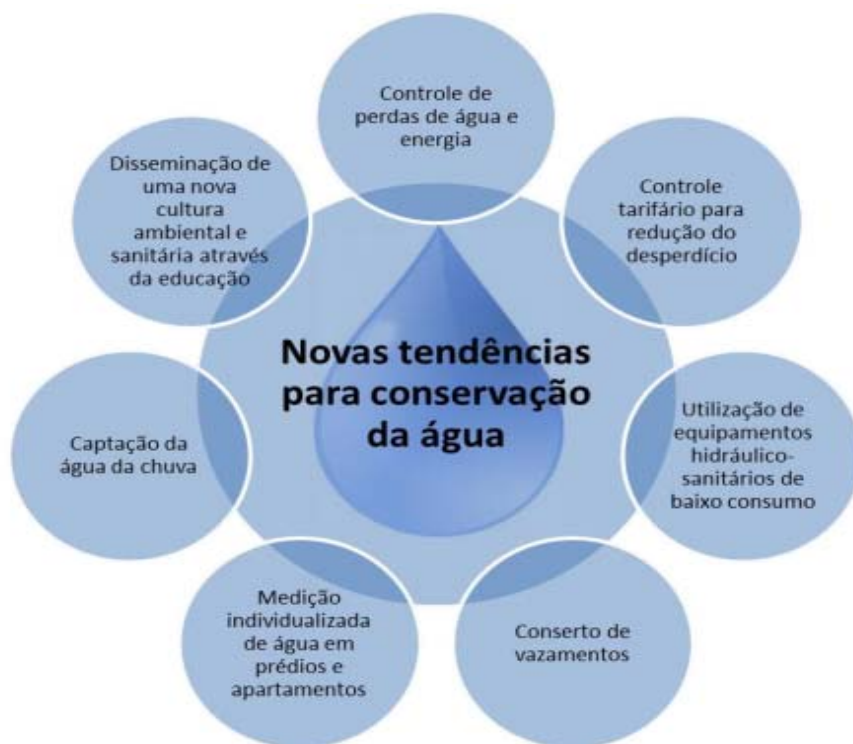 Controle de
perdas de água e
energia
Controle
tarifário para
redução do
desperdício
Utilização de
equipamentos
hidráulico-
sanitários de
baixo consumo
Conserto de
vazamentos
Medição
individualizada
de água em
prédios e
apartamentos
Captação da
água da chuva
Disseminação de
uma nova
cultura
ambiental e
sanitária através
da educação
Novas tendências
para conservação
da água